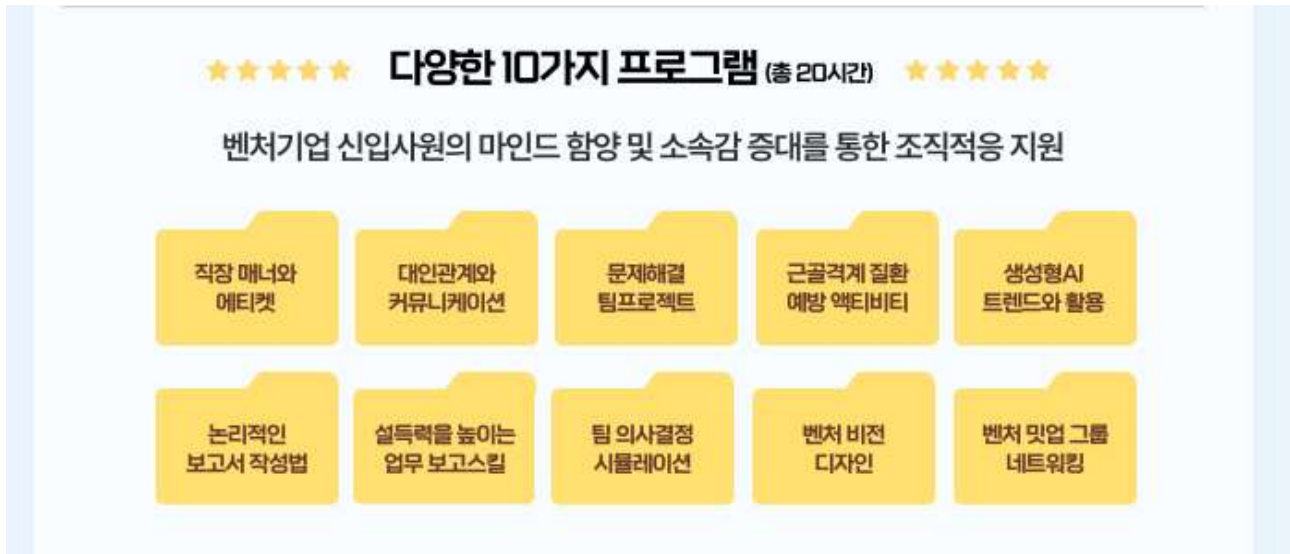 다양한 10가지 프로그램 (총 20시간)
벤처기업 신입사원의 마인드 함양 및 소속감 증대를 통한 조직적응 지원
직장 매너와
에티켓
대인관계와
커뮤니케이션
문제해결
팀프로젝트
근골격계 질환
예방 액티비티
생성형AI
트렌드와 활용
논리적인
보고서 작성법
설득력을 높이는
업무 보고스킬
팀 의사결정
시뮬레이션
벤처 비전
디자인
벤처 밋업 그룹
네트워킹